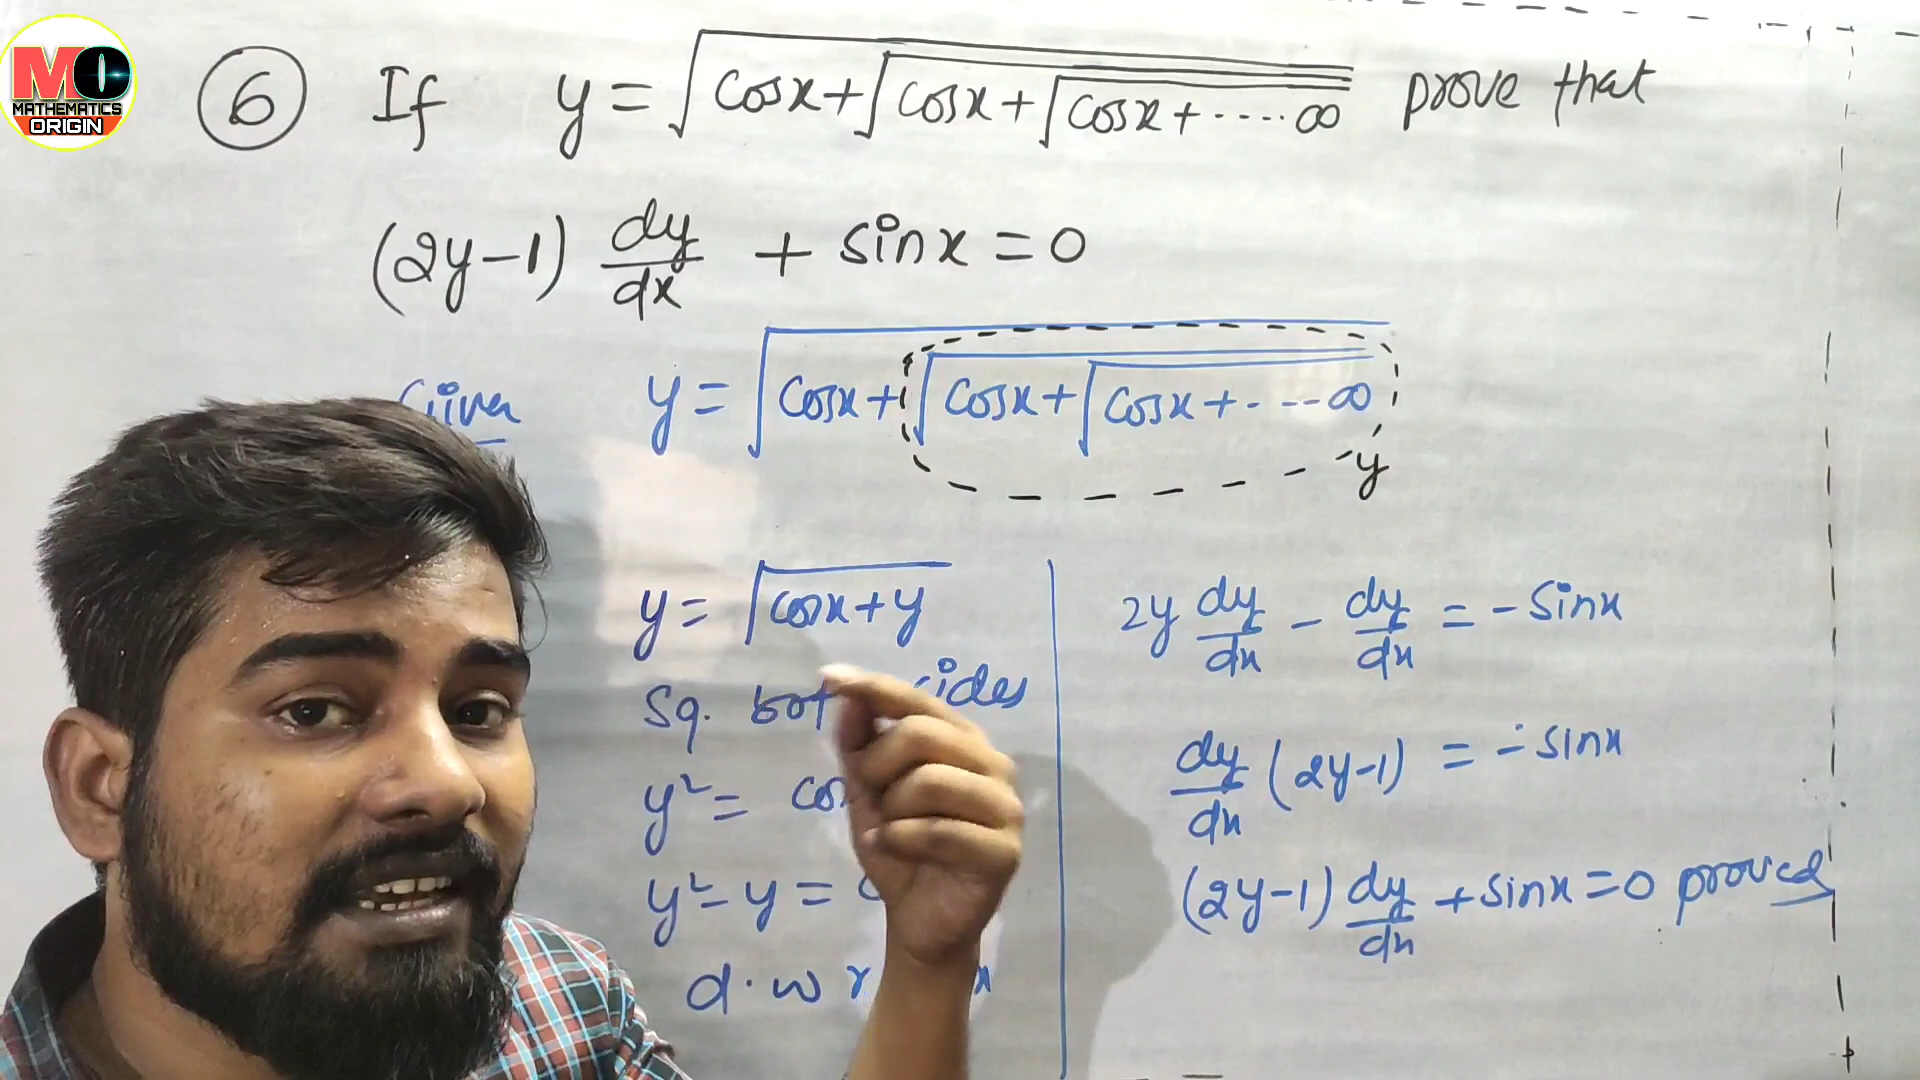 MO
MATHEMATICS
ORIGIN
6 If y = √cosx + √cosx + √cosx + ····∞ prove that
(2y-1) dy/dx + sinx = 0
Given y = √cosx + √cosx + √cosx + - - - ∞
y
y = √cosx + y
Sq. sides
y² =
y² - y =
d. w r x
2y dy/dx - dy/dx = - sinx
dy/dx (2y-1) = - sinx
(2y-1) dy/dx + sinx = 0 proved